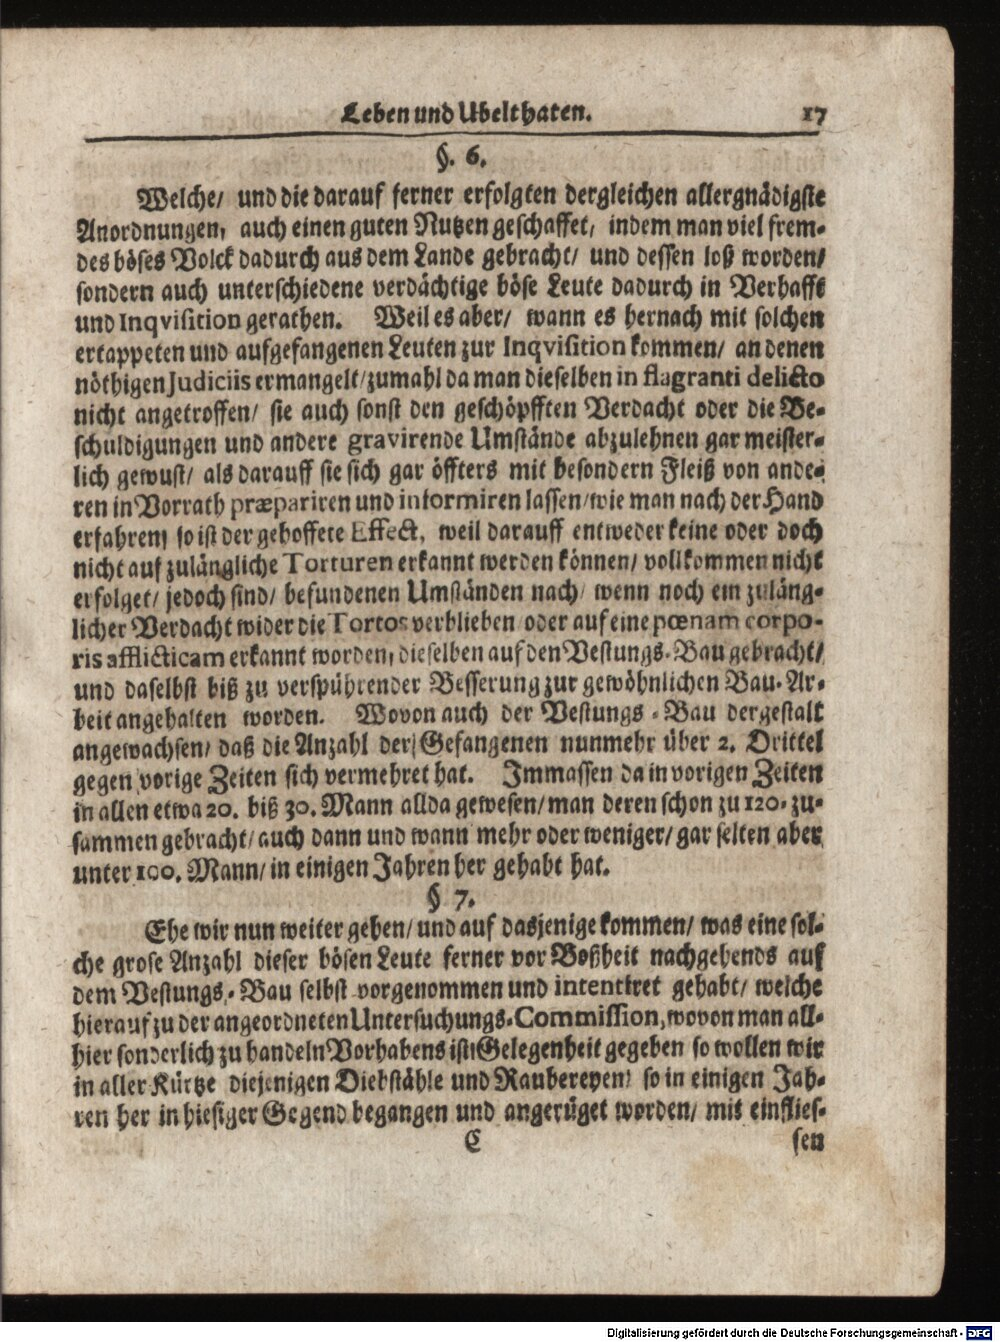 Leben und Ubelthaten. 17
§. 6.
Welche/ und die darauf ferner erfolgten dergleichen allergnädigste
Anordnungen, auch einen guten Nutzen geschaffet/ indem man viel frem-
des böses Volck dadurch aus dem Lande gebracht/ und dessen loß worden/
sondern auch unterschiedene verdächtige böse Leute dadurch in Verhafft
und Inqvisition gerathen. Weil es aber/ wann es hernach mit solchen
ertappeten und aufgefangenen Leuten zur Inqvisition kommen/ an denen
nöthigen Judiciis ermangelt/ zumahl da man dieselben in flagranti delicto
nicht angetroffen/ sie auch sonst den geschöpfften Verdacht oder die Be-
schuldigungen und andere gravirende Umstände abzulehnen gar meister-
lich gewust/ als darauff sie sich gar öffters mit besondern Fleiß von ande-
ren in Vorrath præpariren und informiren lassen/ wie man nach der Hand
erfahren, so ist der gehoffete Effect, weil darauff entweder keine oder doch
nicht auf zulängliche Torturen erkannt werden können/ vollkommen nicht
erfolget/ jedoch sind/ befundenen Umständen nach/ wenn noch ein zuläng-
licher Verdacht wider die Tortos verblieben/ oder auf eine pœnam corpo-
ris afflicticam erkannt worden, dieselben auf den Vestungs-Bau gebracht/
und daselbst biß zu verspührender Besserung zur gewöhnlichen Bau-Ar-
beit angehalten worden. Wovon auch der Vestungs-Bau dergestalt
angewachsen/ daß die Anzahl der Gefangenen nunmehr über 2. Drittel
gegen vorige Zeiten sich vermehret hat. Immassen da in vorigen Zeiten
in allen etwa 20. biß 30. Mann allda gewesen/ man deren schon zu 120. zu-
sammen gebracht/ auch dann und wann mehr oder weniger/ gar selten aber
unter 100. Mann/ in einigen Jahren her gehabt hat.
§ 7.
Ehe wir nun weiter gehen/ und auf dasjenige kommen/ was eine sol-
che grose Anzahl dieser bösen Leute ferner vor Boßheit nachgehends auf
dem Vestungs-Bau selbst vorgenommen und intentiret gehabt/ welche
hierauf zu der angeordneten Untersuchungs-Commission, wovon man all-
hier sonderlich zu handeln Vorhabens ist, Gelegenheit gegeben so wollen wir
in aller Kürtze diejenigen Diebstähle und Raubereyen/ so in einigen Jah-
ren her in hiesiger Gegend begangen und angerüget worden/ mit einflies-
C sen
Digitalisierung gefördert durch die Deutsche Forschungsgemeinschaft - DFG